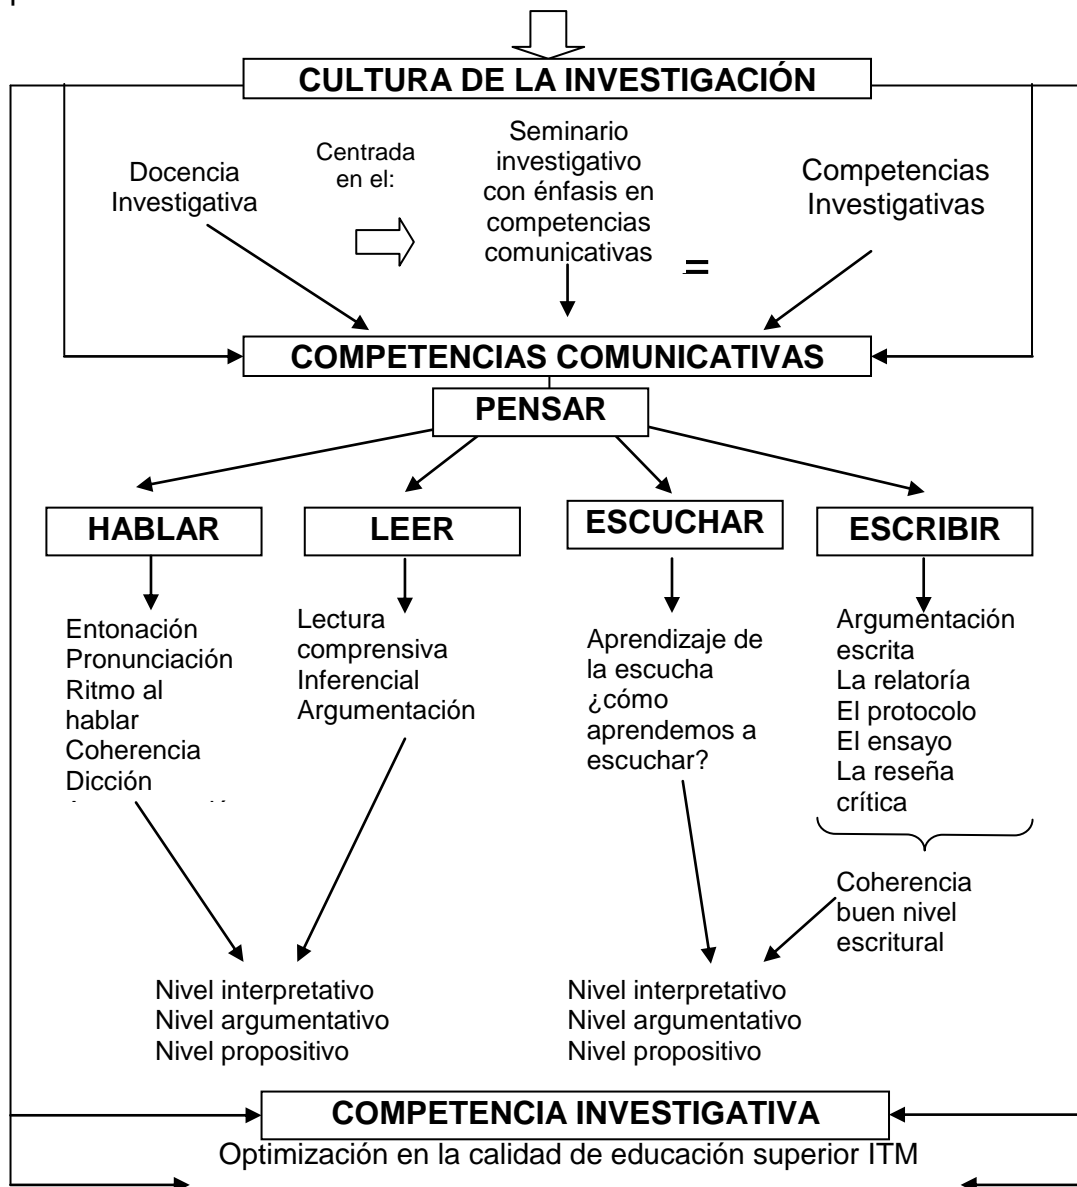 CULTURA DE LA INVESTIGACIÓN
Docencia
Investigativa
Centrada
en el:
Seminario
investigativo
con énfasis en
competencias
comunicativas
=
Competencias
Investigativas
COMPETENCIAS COMUNICATIVAS
PENSAR
HABLAR
LEER
ESCUCHAR
ESCRIBIR
Entonación
Pronunciación
Ritmo al
hablar
Coherencia
Dicción
Lectura
comprensiva
Inferencial
Argumentación
Aprendizaje de
la escucha
¿cómo
aprendemos a
escuchar?
Argumentación
escrita
La relatoría
El protocolo
El ensayo
La reseña
crítica
Coherencia
buen nivel
escritural
Nivel interpretativo
Nivel argumentativo
Nivel propositivo
Nivel interpretativo
Nivel argumentativo
Nivel propositivo
COMPETENCIA INVESTIGATIVA
Optimización en la calidad de educación superior ITM